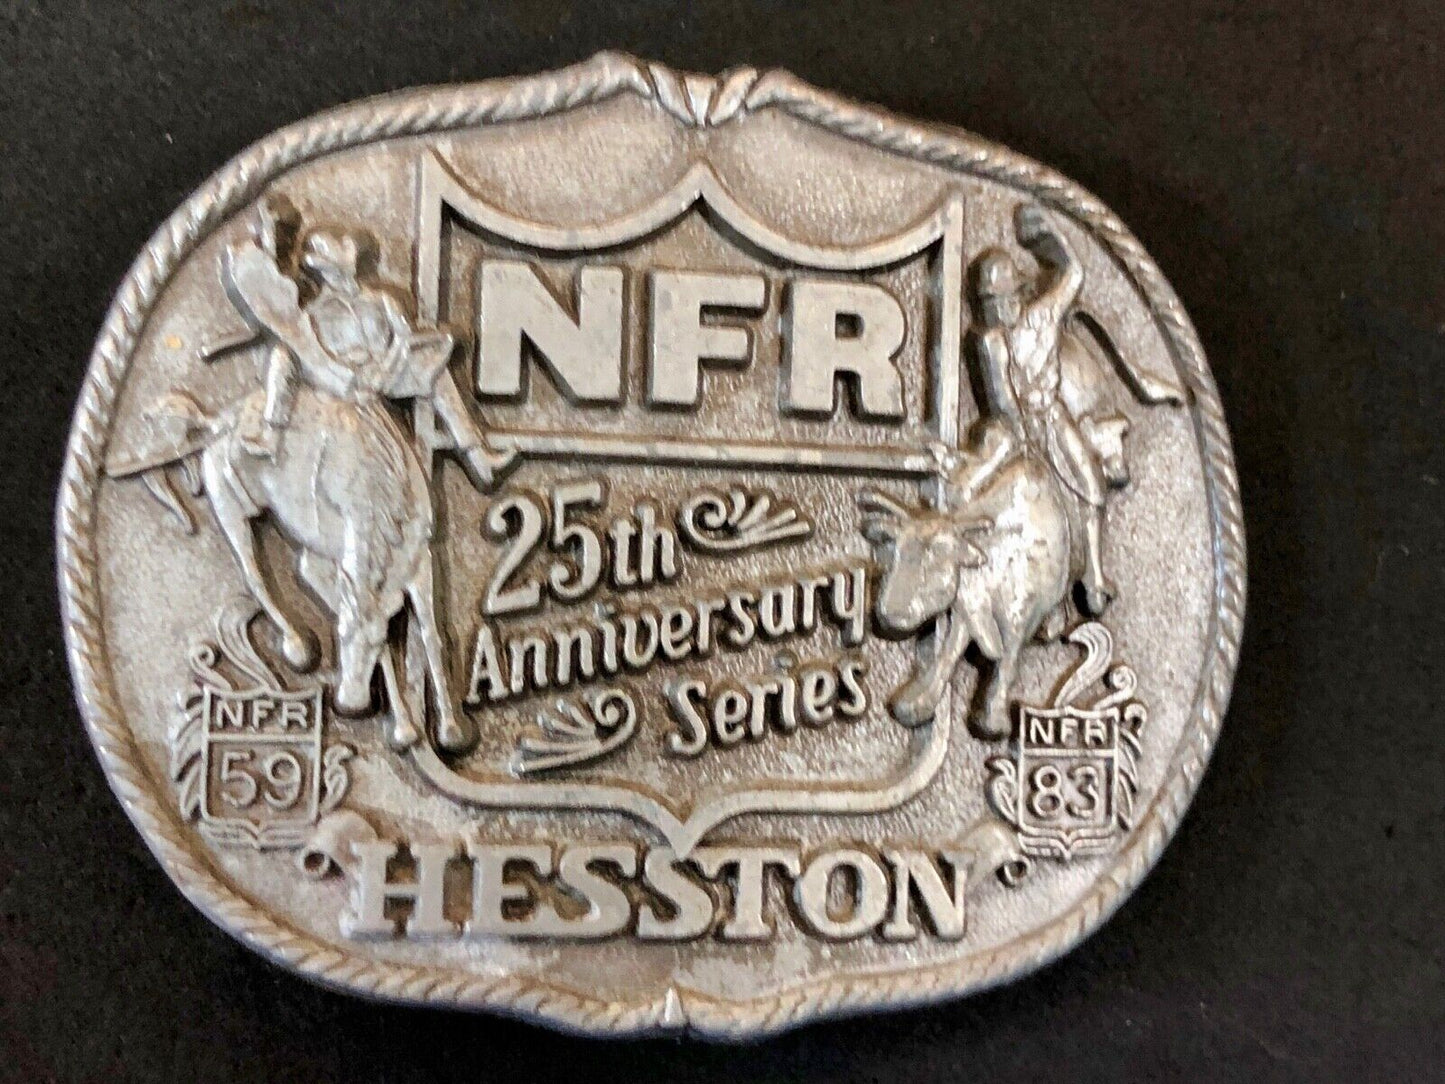 NFR
25th
Anniversary
Series
NFR
59
NFR
83
HESSTON